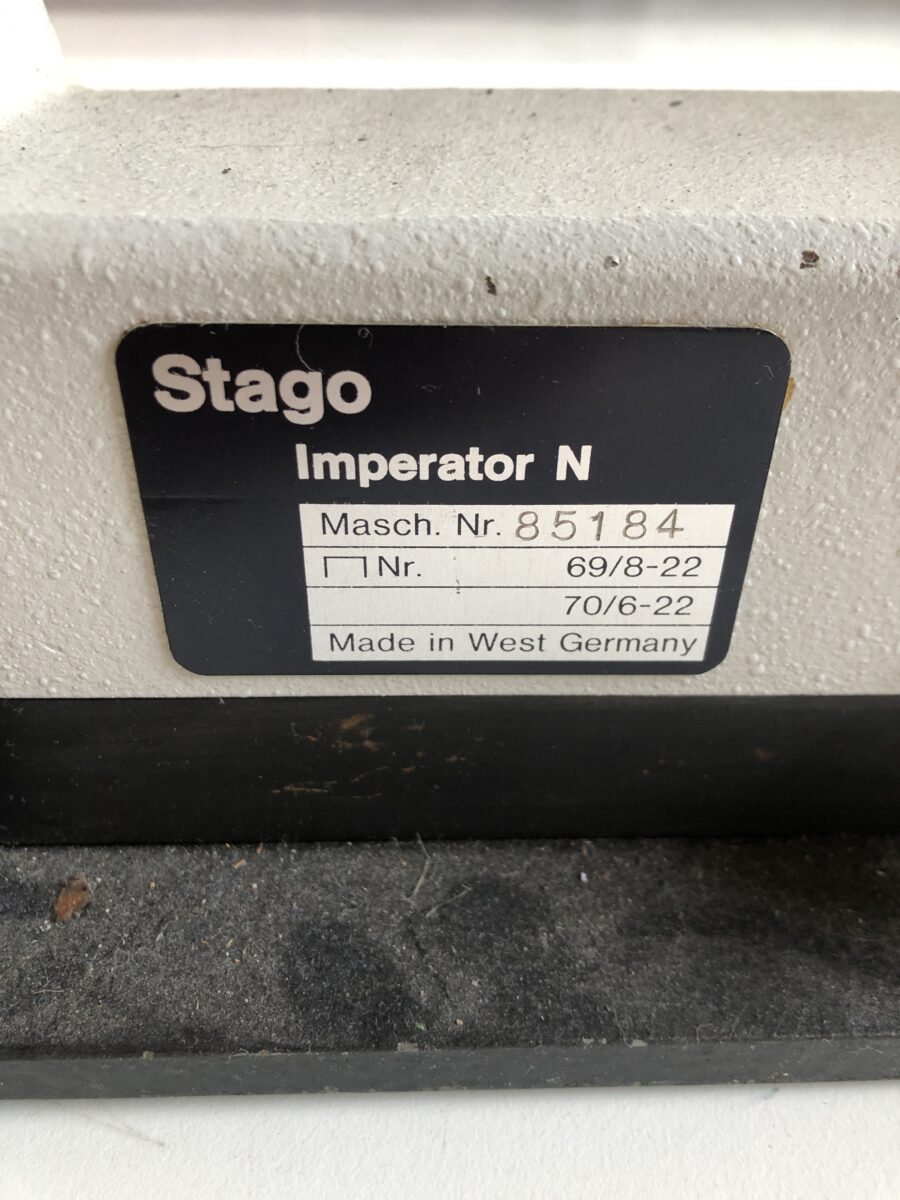 Stago
Imperator N
Masch. Nr. 85184
Nr. 69/8-22
70/6-22
Made in West Germany